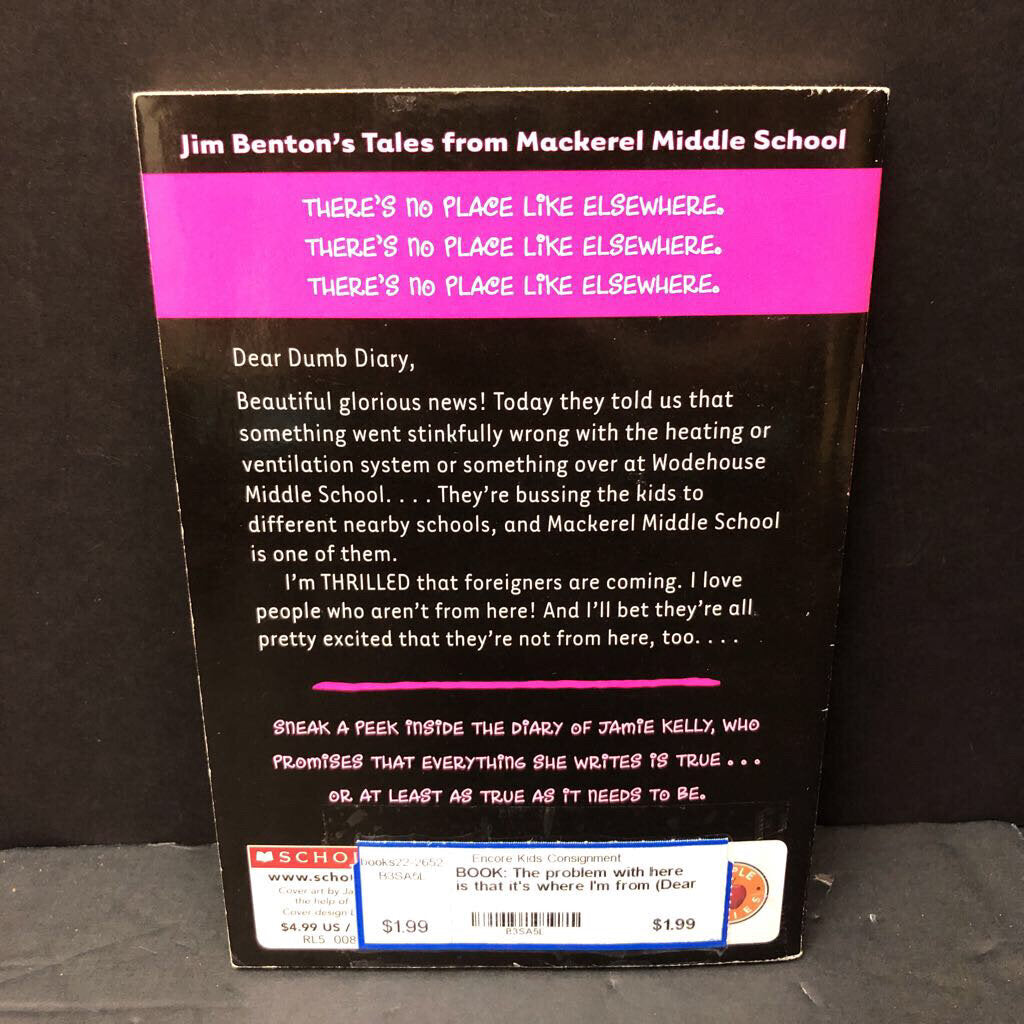 Jim Benton's Tales from Mackerel Middle School
THERE'S NO PLACE LIKE ELSEWHERE.
THERE'S NO PLACE LIKE ELSEWHERE.
THERE'S NO PLACE LIKE ELSEWHERE.
Dear Dumb Diary,
Beautiful glorious news! Today they told us that
something went stinkfully wrong with the heating or
ventilation system or something over at Wodehouse
Middle School. . . . They're bussing the kids to
different nearby schools, and Mackerel Middle School
is one of them.
I'm THRILLED that foreigners are coming. I love
people who aren't from here! And I'll bet they're all
pretty excited that they're not from here, too. . . .
SNEAK A PEEK INSIDE THE DIARY OF JAMIE KELLY, WHO
PROMISES THAT EVERYTHING SHE WRITES IS TRUE . . .
OR AT LEAST AS TRUE AS IT NEEDS TO BE.
SCHO
www.scho
Cover art by Ja
the help of
Cover design
$4.99 US /
RL5 008
books22-2652
B3SA5L
$1.99
Encore Kids Consignment
BOOK: The problem with here
is that it's where I'm from (Dear
B3SA5L
$1.99